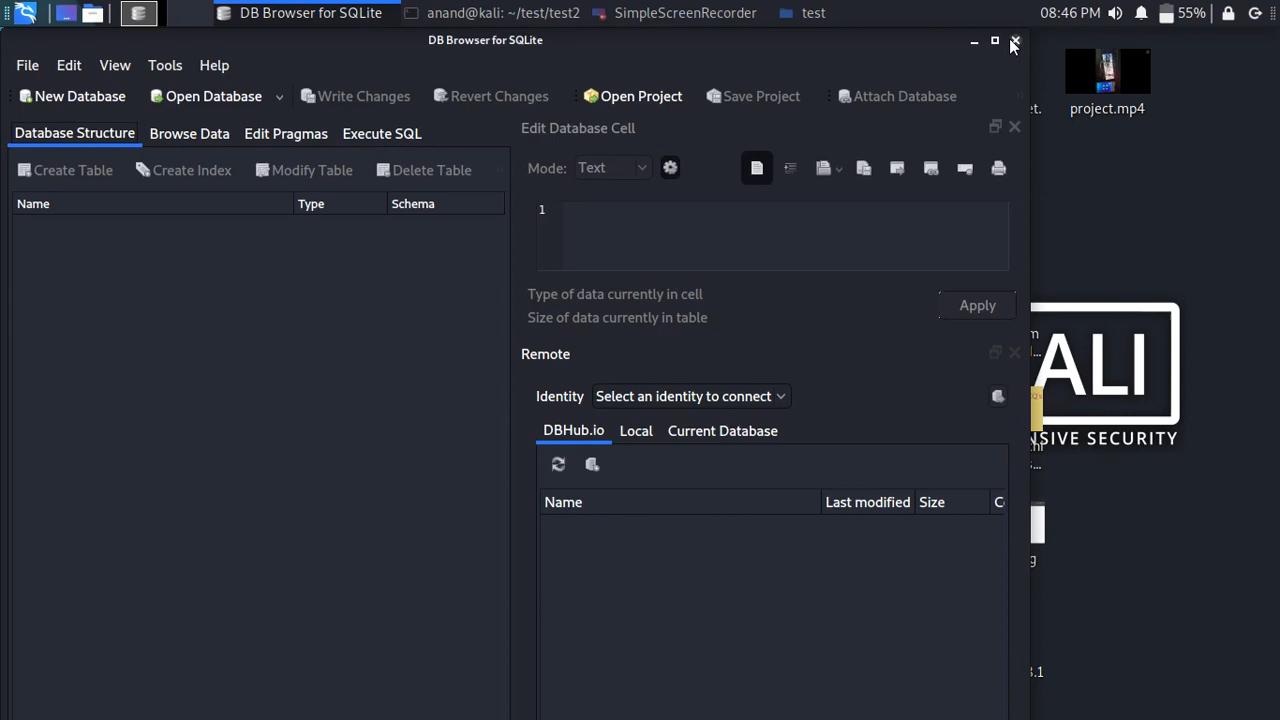 DB Browser for SQLite anand@kali: ~/test/test2 SimpleScreenRecorder test 08:46 PM 55%
DB Browser for SQLite
File Edit View Tools Help
New Database Open Database Write Changes Revert Changes Open Project Save Project Attach Database
Database Structure Browse Data Edit Pragmas Execute SQL
Create Table Create Index Modify Table Delete Table
Name Type Schema
Edit Database Cell
Mode: Text
1
Type of data currently in cell
Size of data currently in table
Apply
Remote
Identity Select an identity to connect
DBHub.io Local Current Database
Name Last modified Size
et.
project.mp4
ALI
NSIVE SECURITY
3.1